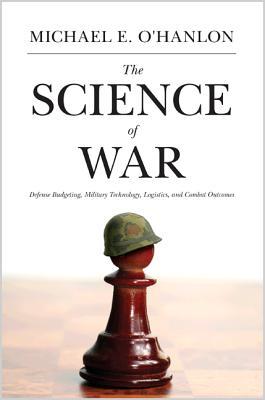 MICHAEL E. O'HANLON
The
SCIENCE
of
WAR
Defense Budgeting, Military Technology, Logistics, and Combat Outcomes